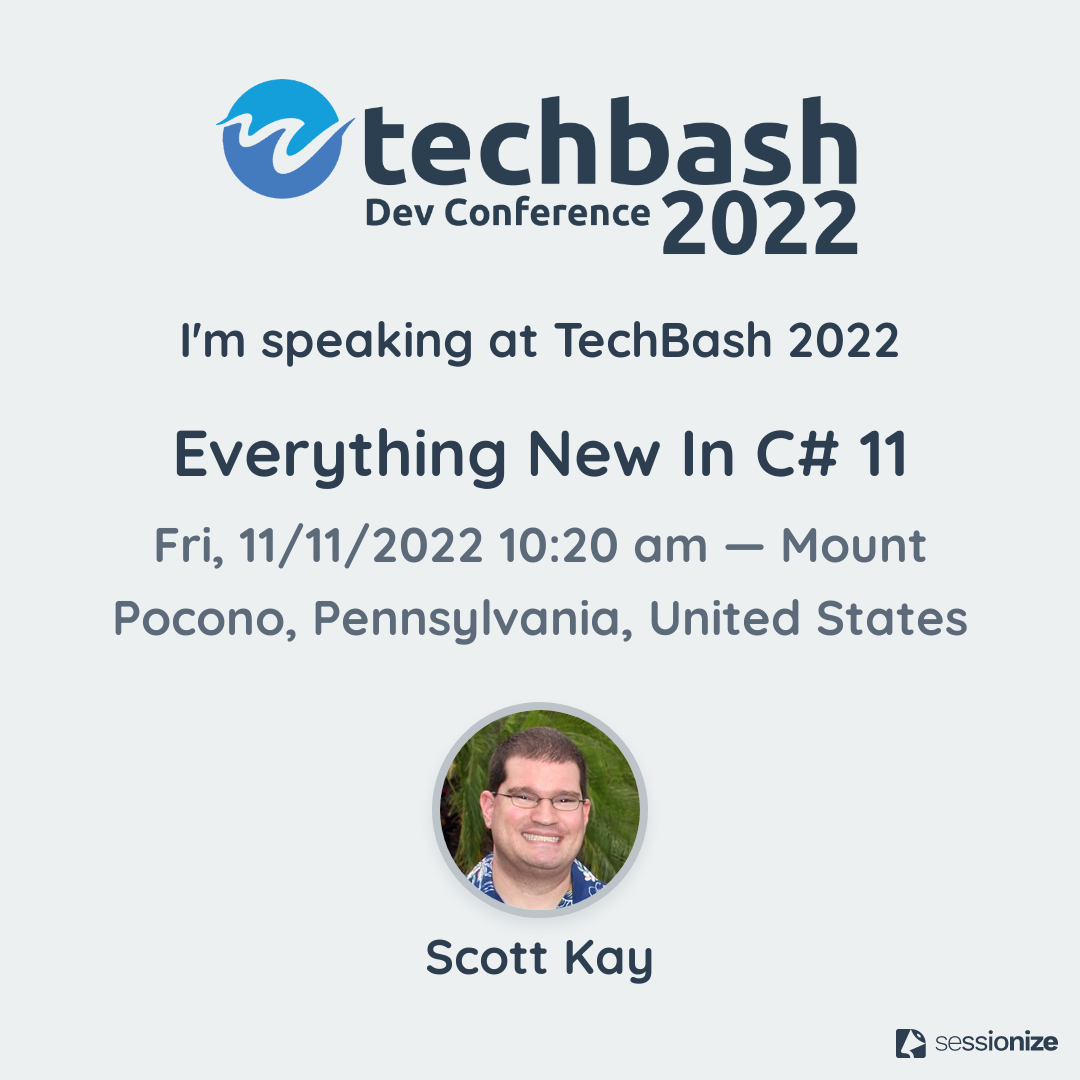 techbash
Dev Conference 2022
I'm speaking at TechBash 2022
Everything New In C# 11
Fri, 11/11/2022 10:20 am — Mount
Pocono, Pennsylvania, United States
Scott Kay
sessionize